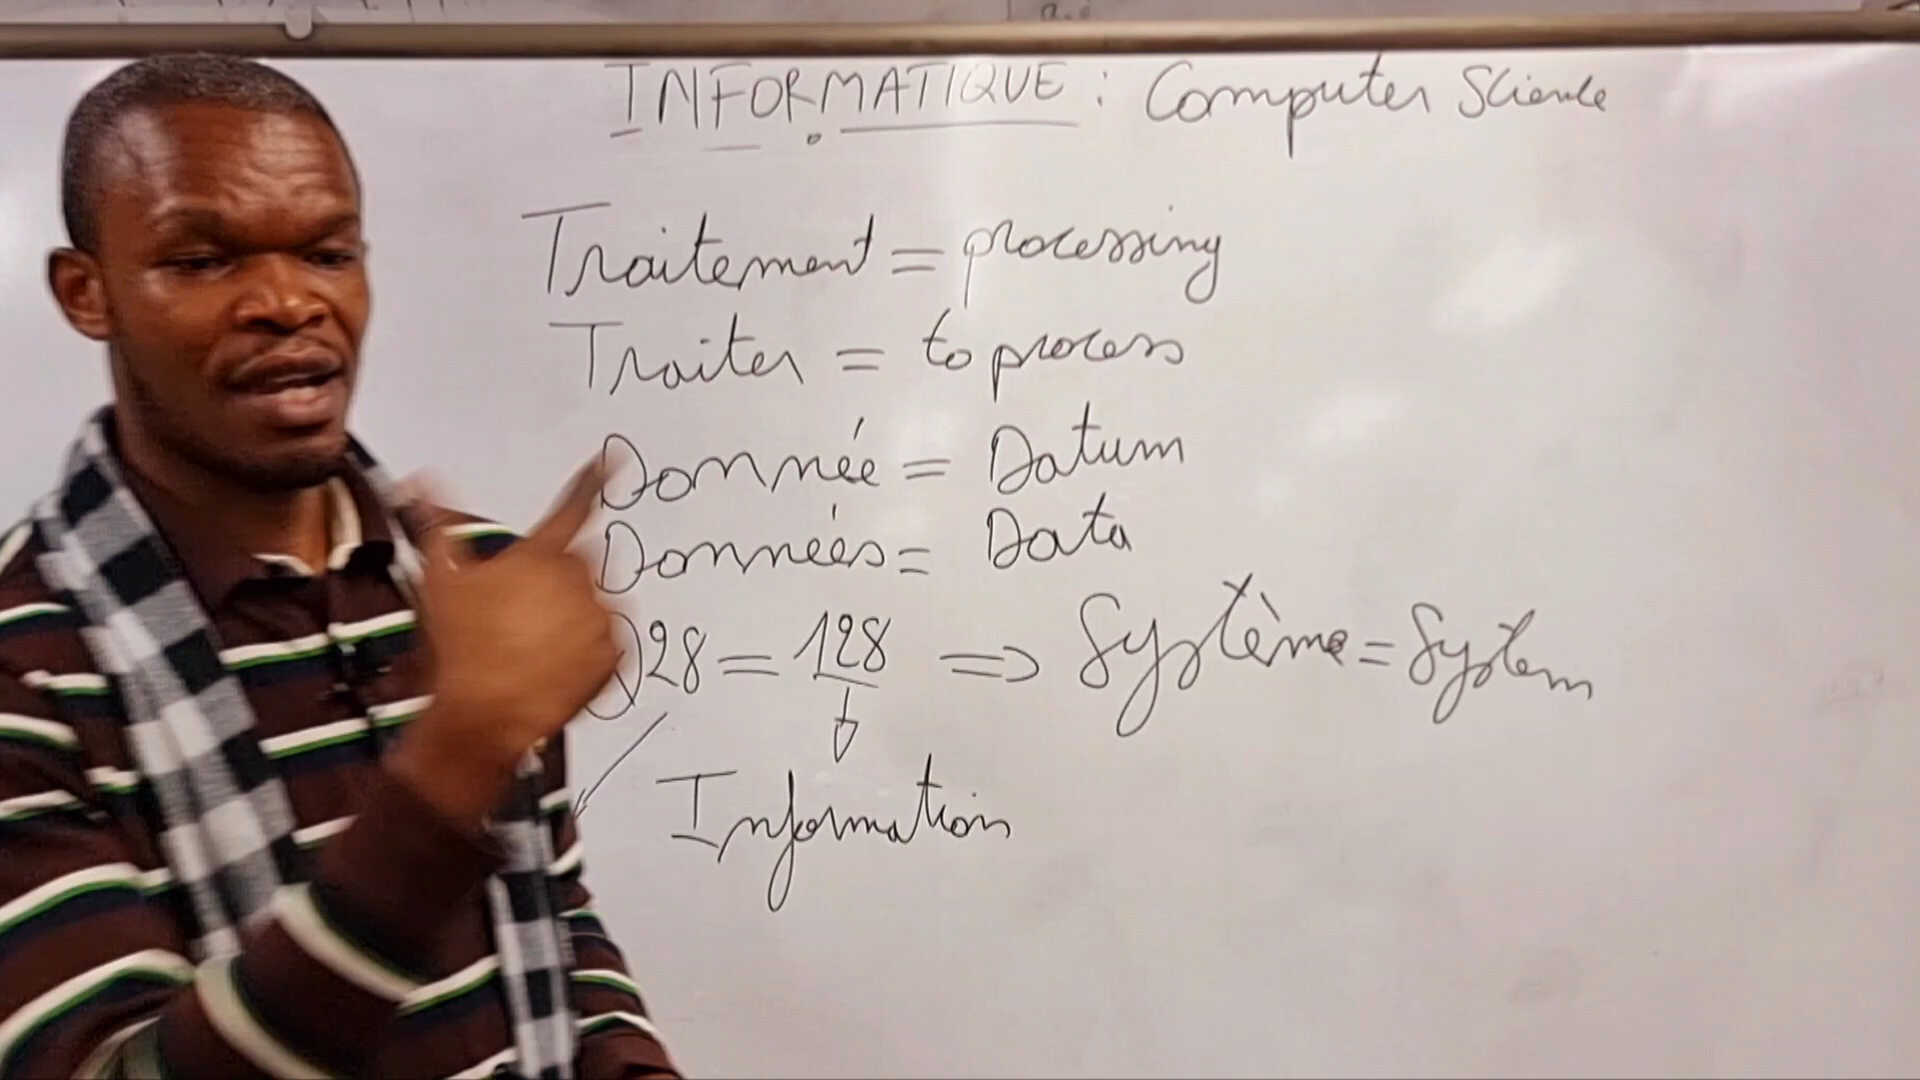 INFORMATIQUE : Computer Science
Traitement = processing
Traiter = to process
Donnée = Datum
Données = Data
28 = 128 => Système = System
Information